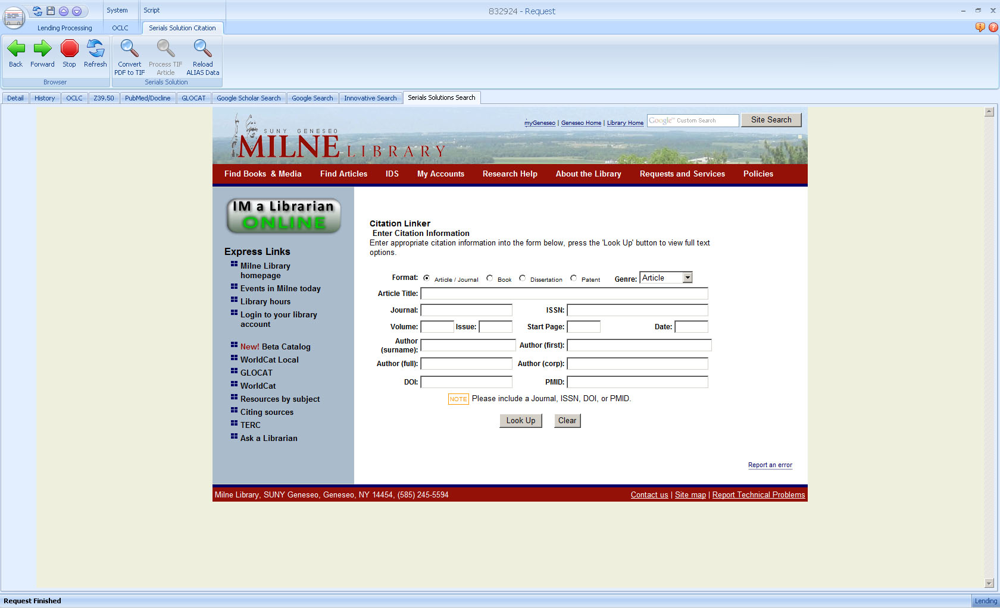 System
Script
832924 - Request
Lending Processing
OCLC
Serials Solution Citation
Back
Forward
Stop
Refresh
Convert
PDF to TIF
Process TIF
Article
Reload
ALIAS Data
Browser
Serials Solution
Detail
History
OCLC
Z39.50
PubMed/Docline
GLOCAT
Google Scholar Search
Google Search
Innovative Search
Serials Solutions Search
SUNY GENESEO
MILNE LIBRARY
myGeneseo | Geneseo Home | Library Home
Google™ Custom Search
Site Search
Find Books & Media
Find Articles
IDS
My Accounts
Research Help
About the Library
Requests and Services
Policies
IM a Librarian
ONLINE
Express Links
Milne Library
homepage
Events in Milne today
Library hours
Login to your library
account
New! Beta Catalog
WorldCat Local
GLOCAT
WorldCat
Resources by subject
Citing sources
TERC
Ask a Librarian
Citation Linker
Enter Citation Information
Enter appropriate citation information into the form below, press the 'Look Up' button to view full text
options.
Format: Article / Journal Book Dissertation Patent Genre: Article
Article Title:
Journal: ISSN:
Volume: Issue: Start Page: Date:
Author
(surname): Author (first):
Author (full): Author (corp):
DOI: PMID:
NOTE Please include a Journal, ISSN, DOI, or PMID.
Look Up Clear
Report an error
Milne Library, SUNY Geneseo, Geneseo, NY 14454, (585) 245-5594
Contact us | Site map | Report Technical Problems
Request Finished
Lending